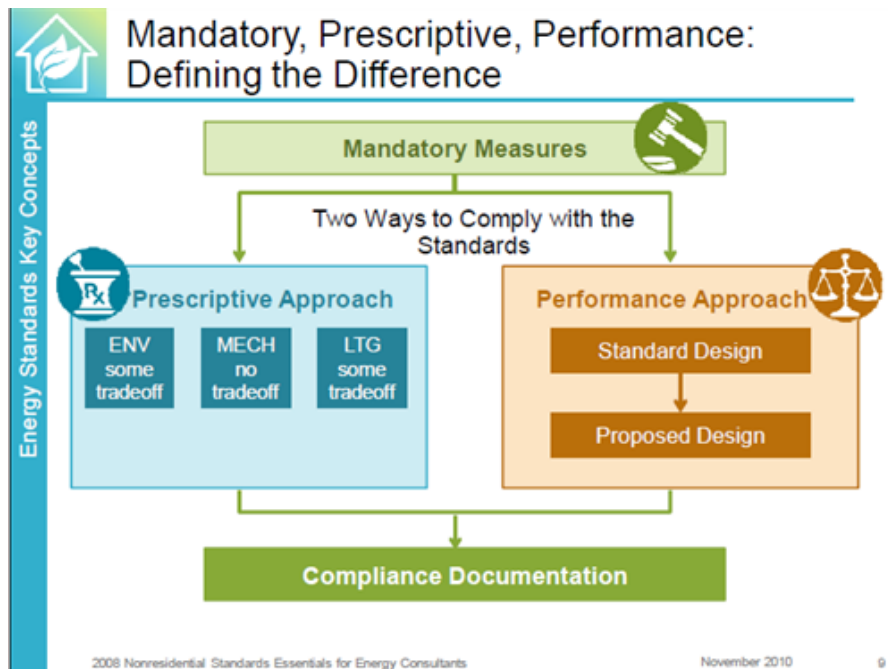 Mandatory, Prescriptive, Performance:
Defining the Difference
Energy Standards Key Concepts
Mandatory Measures
Two Ways to Comply with the
Standards
Rx
Prescriptive Approach
ENV
some
tradeoff
MECH
no
tradeoff
LTG
some
tradeoff
Performance Approach
Standard Design
Proposed Design
Compliance Documentation
2008 Nonresidential Standards Essentials for Energy Consultants
November 2010
9